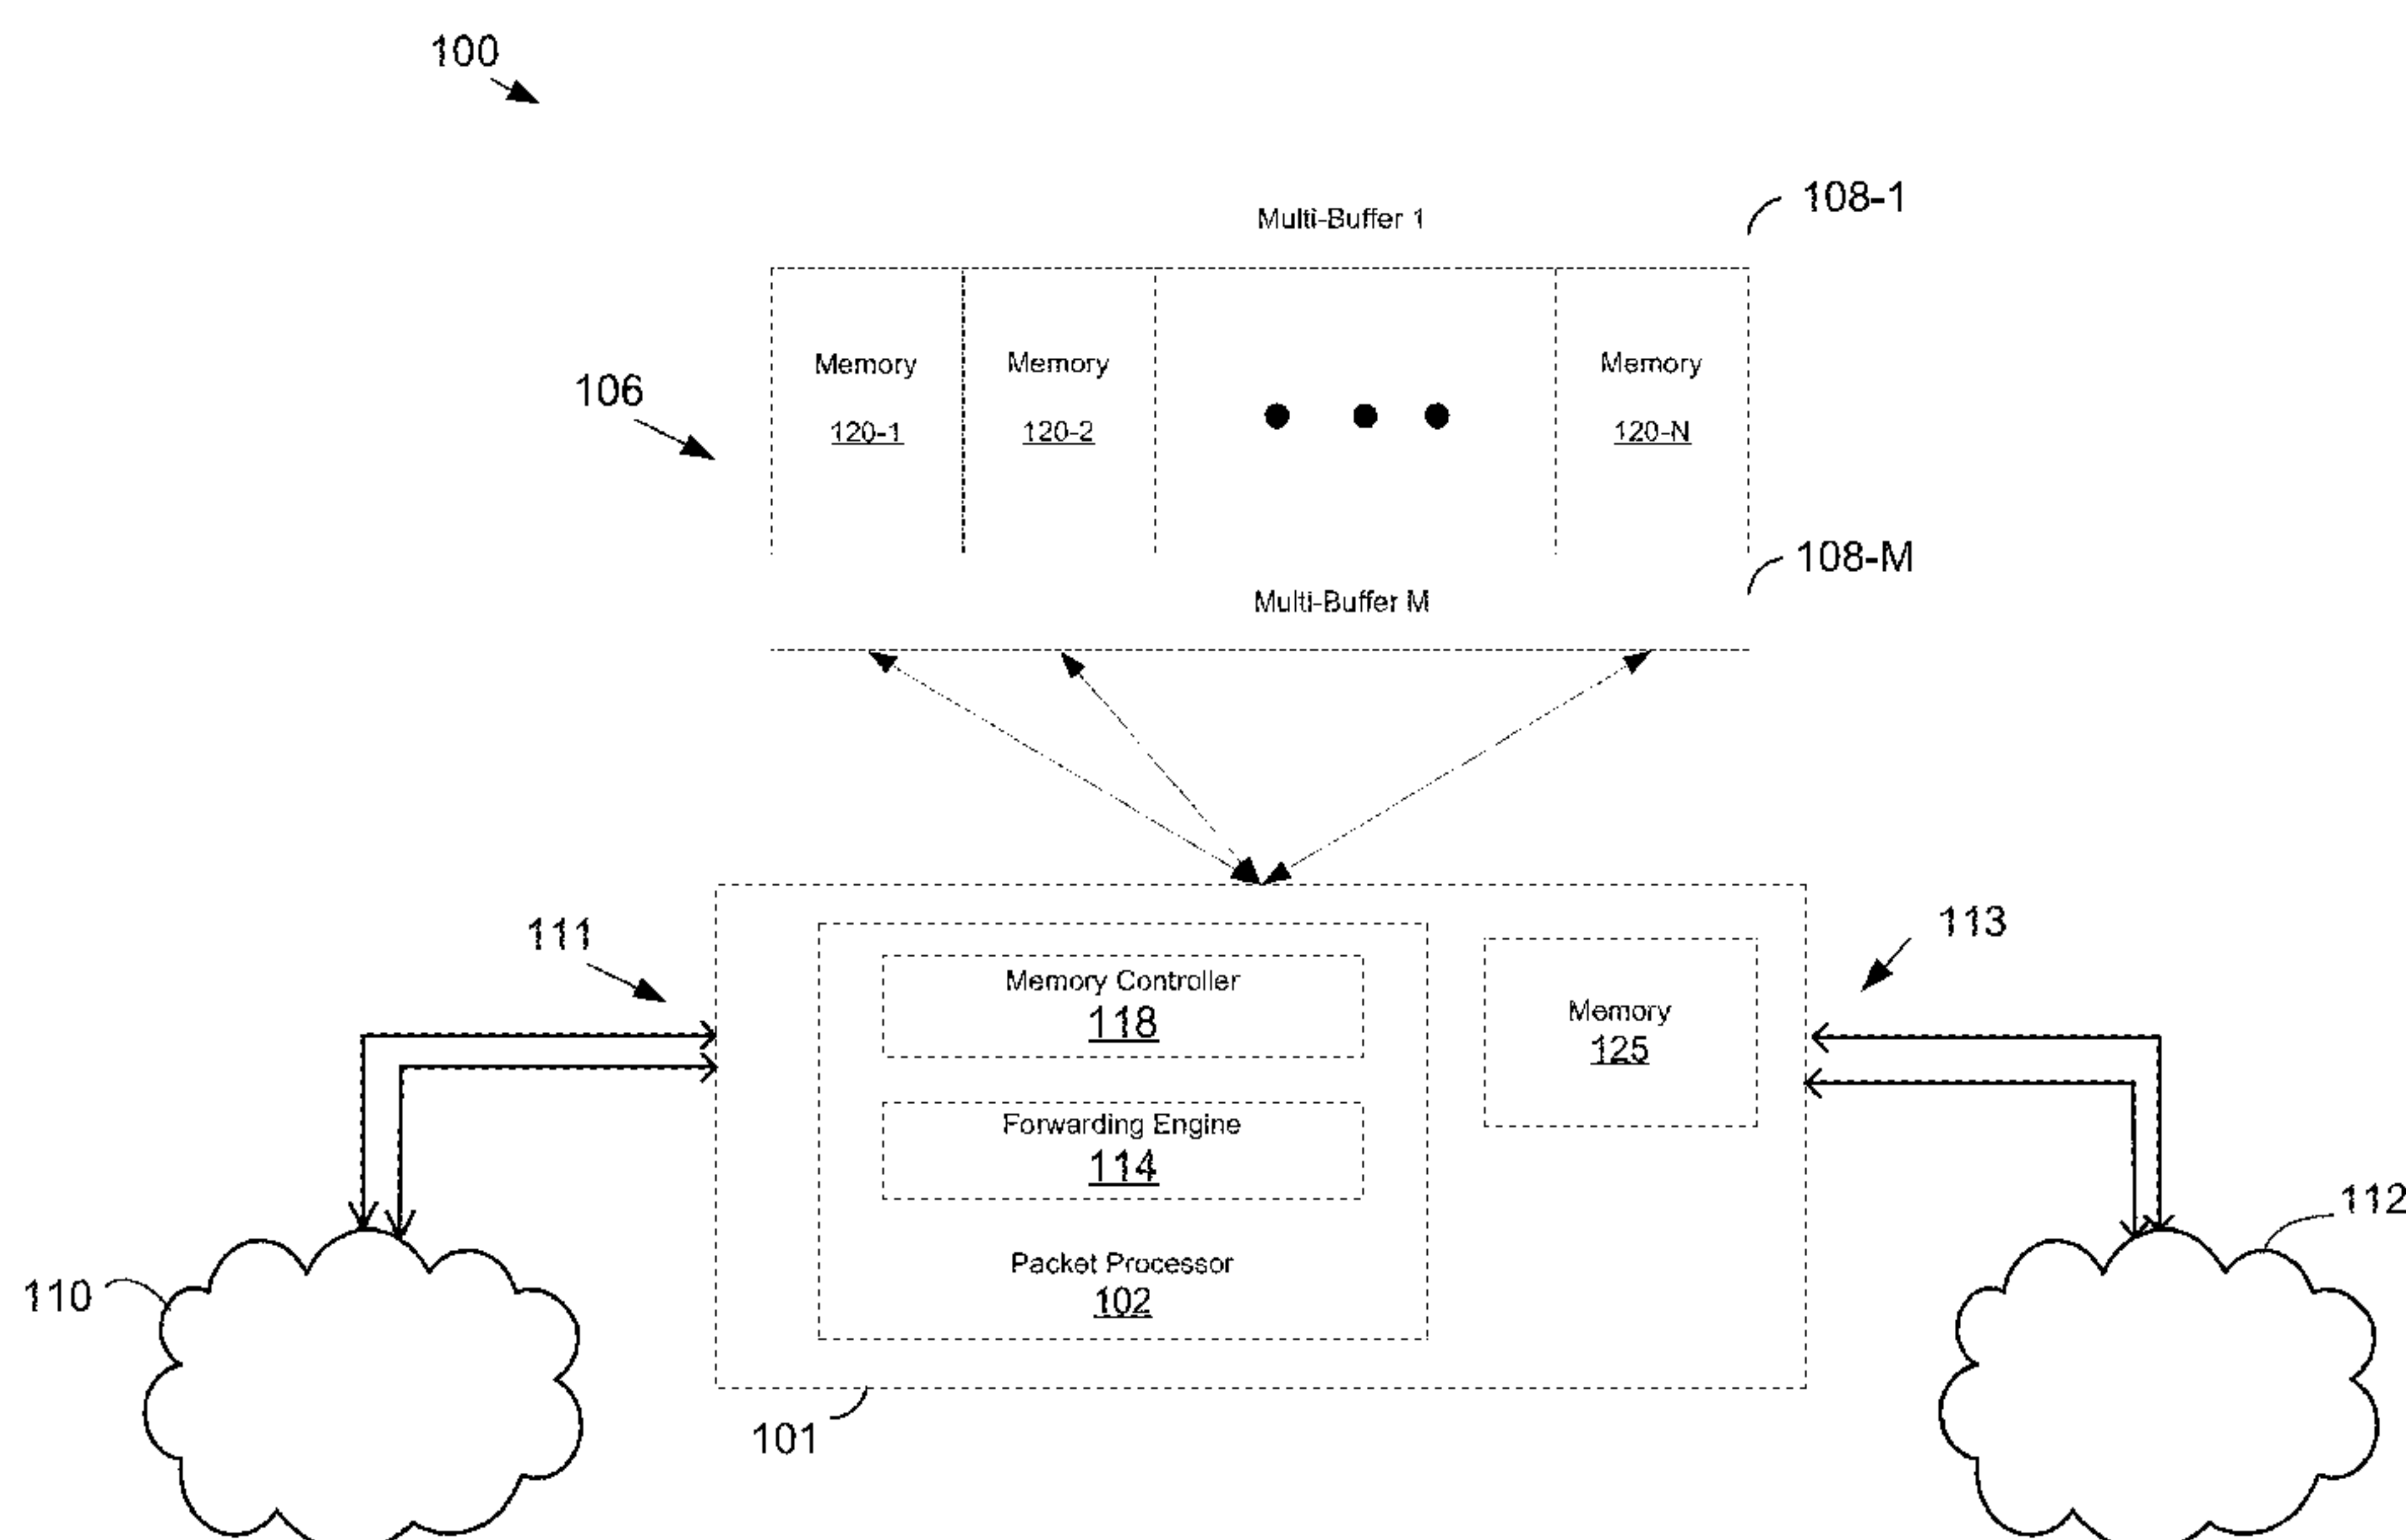 100
108-1
Multi-Buffer 1
Memory Memory Memory
106
120-1 120-2 120-N
108-M
Multi-Buffer M
111
113
Memory Controller
118
Memory
125
Forwarding Engine
114
112
Packet Processor
102
110
101